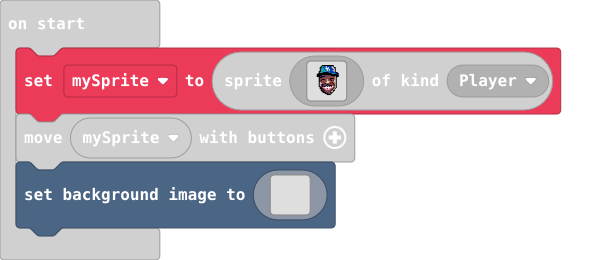 on start
set mySprite to sprite of kind Player
move mySprite with buttons
set background image to